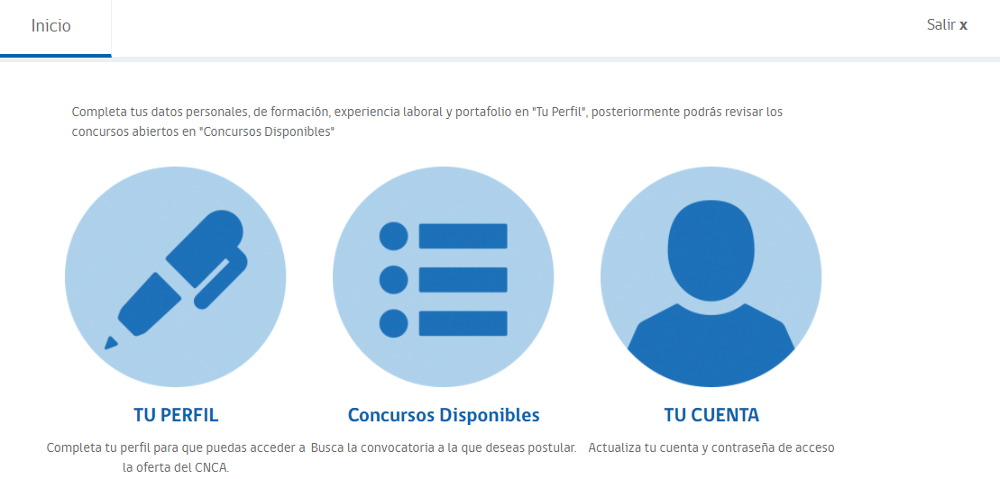 Inicio
Salir x
Completa tus datos personales, de formación, experiencia laboral y portafolio en "Tu Perfil", posteriormente podrás revisar los
concursos abiertos en "Concursos Disponibles"
TU PERFIL
Completa tu perfil para que puedas acceder a
la oferta del CNCA.
Concursos Disponibles
Busca la convocatoria a la que deseas postular.
TU CUENTA
Actualiza tu cuenta y contraseña de acceso